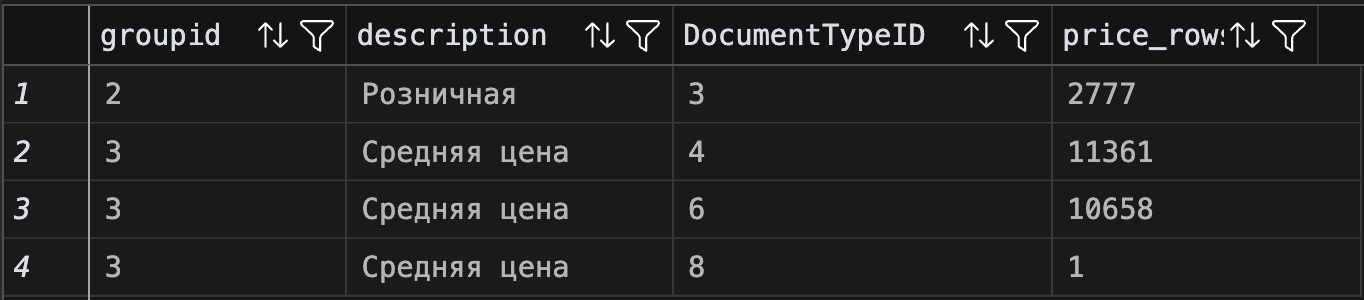 groupid description DocumentTypeID price_rows
1 2 Розничная 3 2777
2 3 Средняя цена 4 11361
3 3 Средняя цена 6 10658
4 3 Средняя цена 8 1